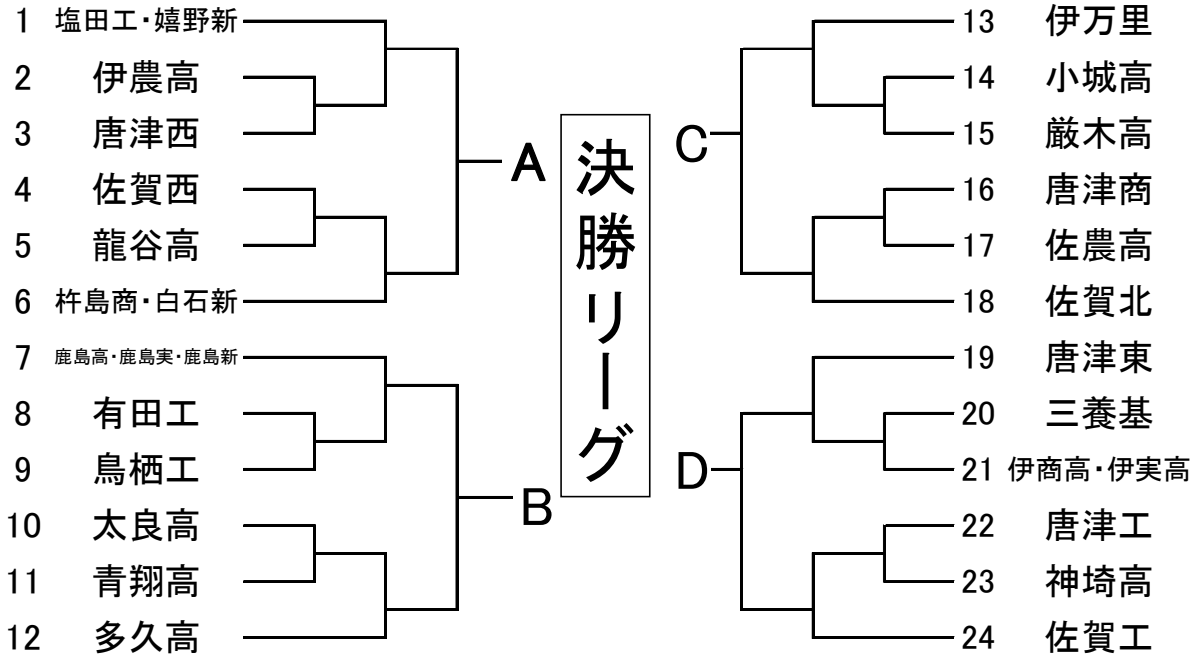 1 塩田工・嬉野新
2 伊農高
3 唐津西
4 佐賀西
5 龍谷高
6 杵島商・白石新
7 鹿島高・鹿島実・鹿島新
8 有田工
9 鳥栖工
10 太良高
11 青翔高
12 多久高
A
B
決勝リーグ
C
D
13 伊万里
14 小城高
15 厳木高
16 唐津商
17 佐農高
18 佐賀北
19 唐津東
20 三養基
21 伊商高・伊実高
22 唐津工
23 神埼高
24 佐賀工